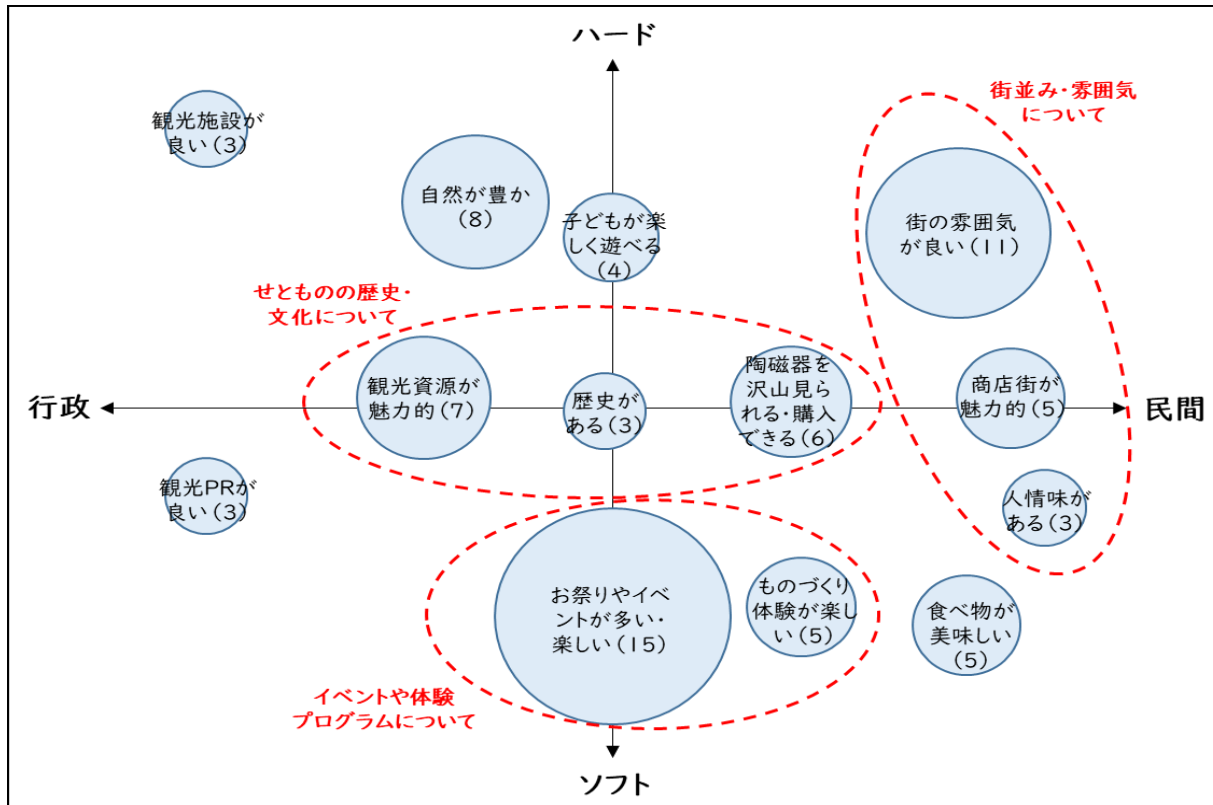 ハード
街並み・雰囲気
について
観光施設が
良い(3)
自然が豊か
(8)
子どもが楽
しく遊べる
(4)
街の雰囲気
が良い(11)
せとものの歴史・
文化について
観光資源が
魅力的(7)
歴史が
ある(3)
陶磁器を
沢山見ら
れる・購入
できる(6)
商店街が
魅力的(5)
行政
民間
観光PRが
良い(3)
人情味が
ある(3)
お祭りやイベ
ントが多い・
楽しい(15)
ものづくり
体験が楽し
い(5)
食べ物が
美味しい
(5)
イベントや体験
プログラムについて
ソフト